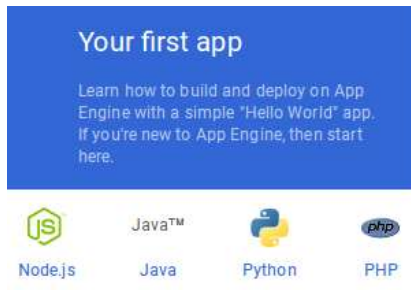 Your first app
Learn how to build and deploy on App
Engine with a simple "Hello World" app.
If you're new to App Engine, then start
here.
JS Java™ php
Node.js Java Python PHP